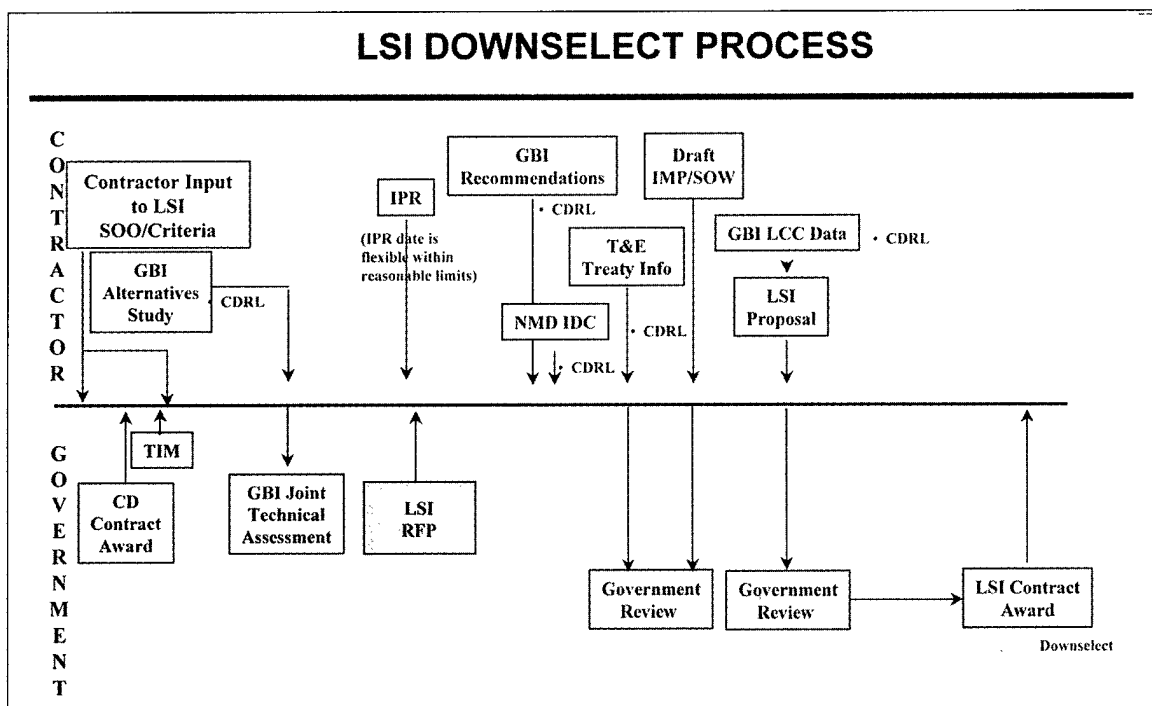 LSI DOWNSELECT PROCESS
CONTRACTOR
Contractor Input
to LSI
SOO/Criteria
GBI
Alternatives
Study
· CDRL
IPR
(IPR date is
flexible within
reasonable limits)
GBI
Recommendations
· CDRL
NMD IDC
· CDRL
T&E
Treaty Info
· CDRL
Draft
IMP/SOW
GBI LCC Data
· CDRL
LSI
Proposal
GOVERNMENT
TIM
CD
Contract
Award
GBI Joint
Technical
Assessment
LSI
RFP
Government
Review
Government
Review
LSI Contract
Award
Downselect